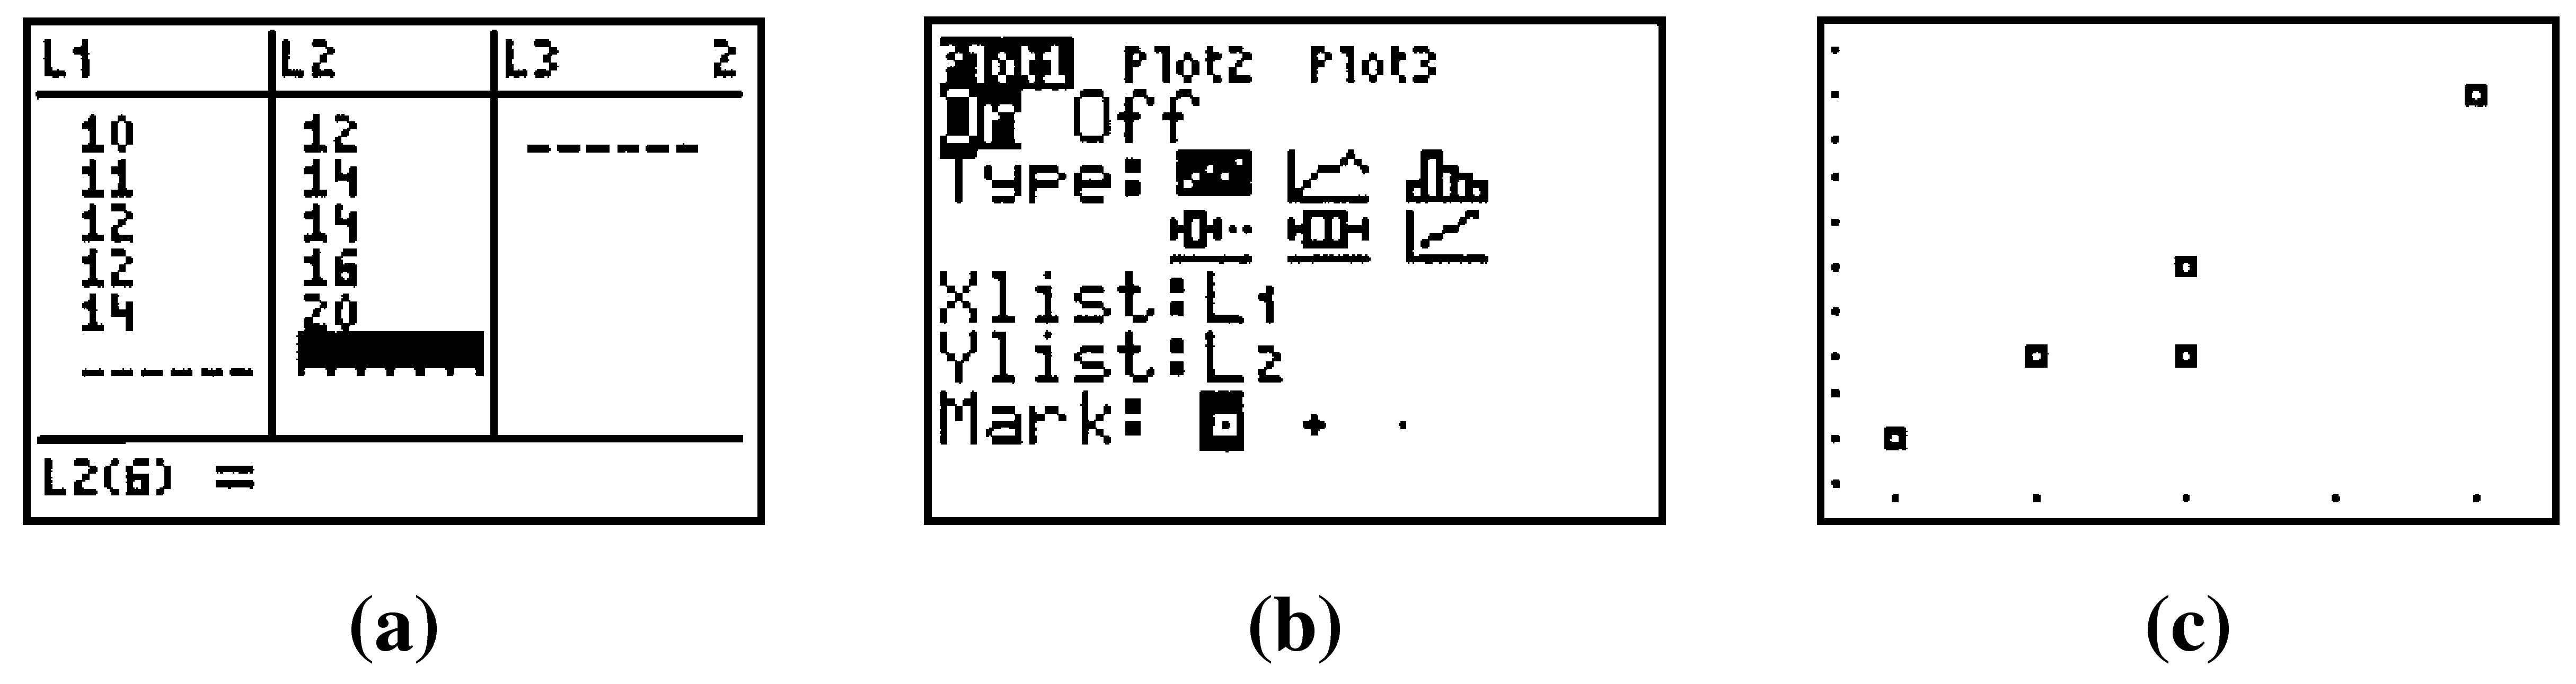 L1 L2 L3 2
10 12 ------
11 14
12 14
12 16
14 20
------
L2(6) =
Plot1 Plot2 Plot3
On Off
Type:
Xlist:L1
Ylist:L2
Mark: + ·
(a) (b) (c)